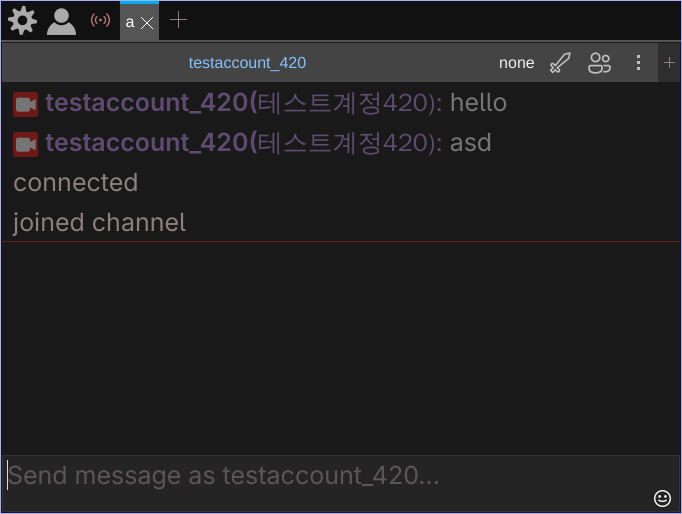 a
testaccount_420 none
testaccount_420(테스트계정420): hello
testaccount_420(테스트계정420): asd
connected
joined channel
Send message as testaccount_420...